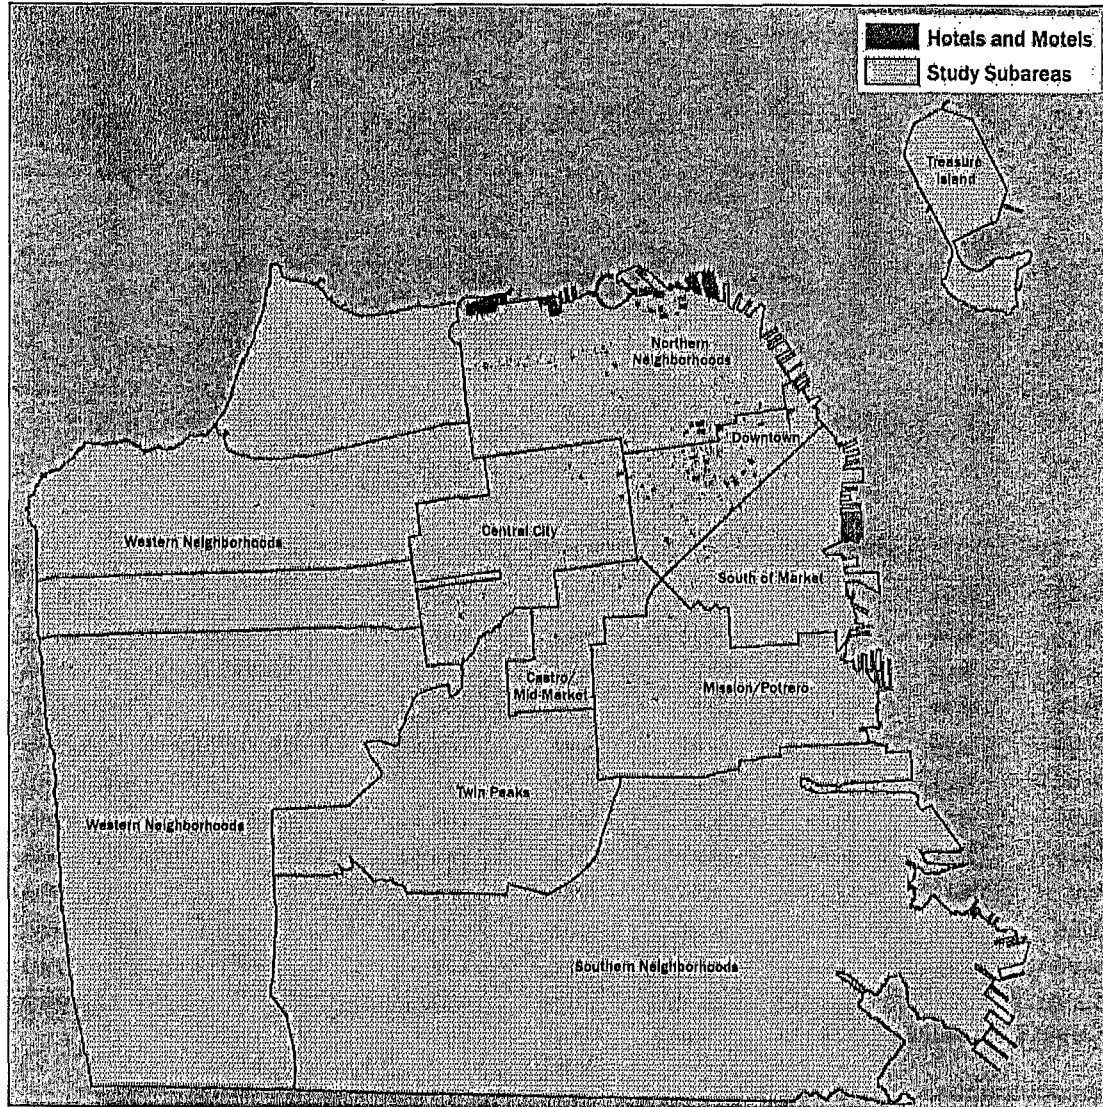 Hotels and Motels
Study Subareas
Treasure
Island
Northern
Neighborhoods
Downtown
Western Neighborhoods
Central City
South of Market
Castro/
Mid-Market
Mission/Potrero
Twin Peaks
Western Neighborhoods
Southern Neighborhoods